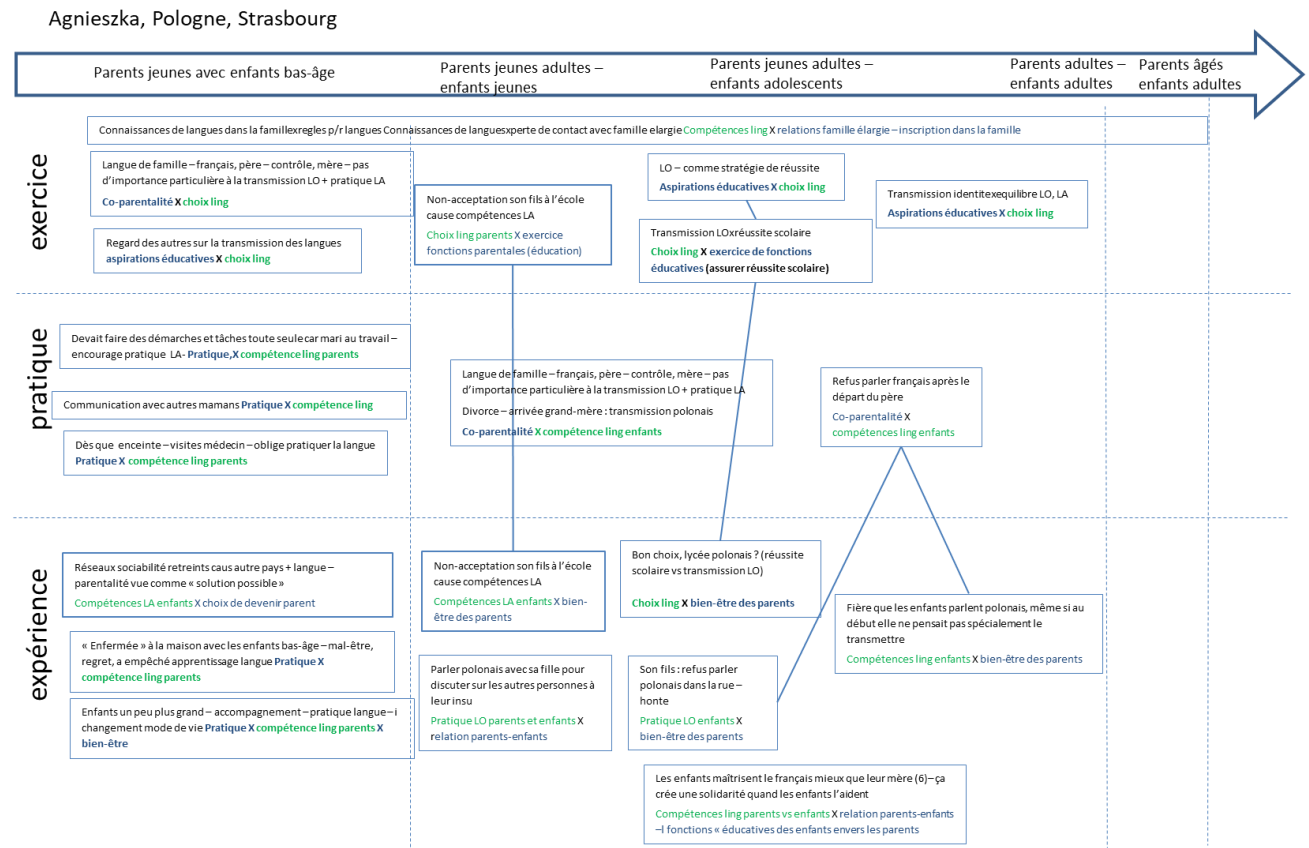 Agnieszka, Pologne, Strasbourg
Parents jeunes avec enfants bas-âge
Parents jeunes adultes –
enfants jeunes
Parents jeunes adultes –
enfants adolescents
Parents adultes –
enfants adultes
Parents âgés
enfants adultes
exercice
Connaissances de langues dans la famillexregles p/r langues Connaissances de languesxperte de contact avec famille elargie Compétences ling X relations famille élargie – inscription dans la famille
Langue de famille – français, père – contrôle, mère – pas
d'importance particulière à la transmission LO + pratique LA
Co-parentalité X choix ling
Regard des autres sur la transmission des langues
aspirations éducatives X choix ling
Non-acceptation son fils à l'école
cause compétences LA
Choix ling parents X exercice
fonctions parentales (éducation)
LO – comme stratégie de réussite
Aspirations éducatives X choix ling
Transmission LOxréussite scolaire
Choix ling X exercice de fonctions
éducatives (assurer réussite scolaire)
Transmission identitexequilibre LO, LA
Aspirations éducatives X choix ling
pratique
Devait faire des démarches et tâches toute seule car mari au travail –
encourage pratique LA- Pratique,X compétence ling parents
Communication avec autres mamans Pratique X compétence ling
Dès que enceinte – visites médecin – oblige pratiquer la langue
Pratique X compétence ling parents
Langue de famille – français, père – contrôle, mère – pas
d'importance particulière à la transmission LO + pratique LA
Divorce – arrivée grand-mère : transmission polonais
Co-parentalité X compétence ling enfants
Refus parler français après le
départ du père
Co-parentalité X
compétences ling enfants
expérience
Réseaux sociabilité retreints caus autre pays + langue –
parentalité vue comme « solution possible »
Compétences LA enfants X choix de devenir parent
« Enfermée » à la maison avec les enfants bas-âge – mal-être,
regret, a empêché apprentissage langue Pratique X
compétence ling parents
Enfants un peu plus grand – accompagnement – pratique langue – i
changement mode de vie Pratique X compétence ling parents X
bien-être
Non-acceptation son fils à l'école
cause compétences LA
Compétences LA enfants X bien-
être des parents
Parler polonais avec sa fille pour
discuter sur les autres personnes à
leur insu
Pratique LO parents et enfants X
relation parents-enfants
Bon choix, lycée polonais ? (réussite
scolaire vs transmission LO)
Choix ling X bien-être des parents
Son fils : refus parler
polonais dans la rue –
honte
Pratique LO enfants X
bien-être des parents
Fière que les enfants parlent polonais, même si au
début elle ne pensait pas spécialement le
transmettre
Compétences ling enfants X bien-être des parents
Les enfants maîtrisent le français mieux que leur mère (6) – ça
crée une solidarité quand les enfants l'aident
Compétences ling parents vs enfants X relation parents-enfants
–l fonctions « éducatives des enfants envers les parents